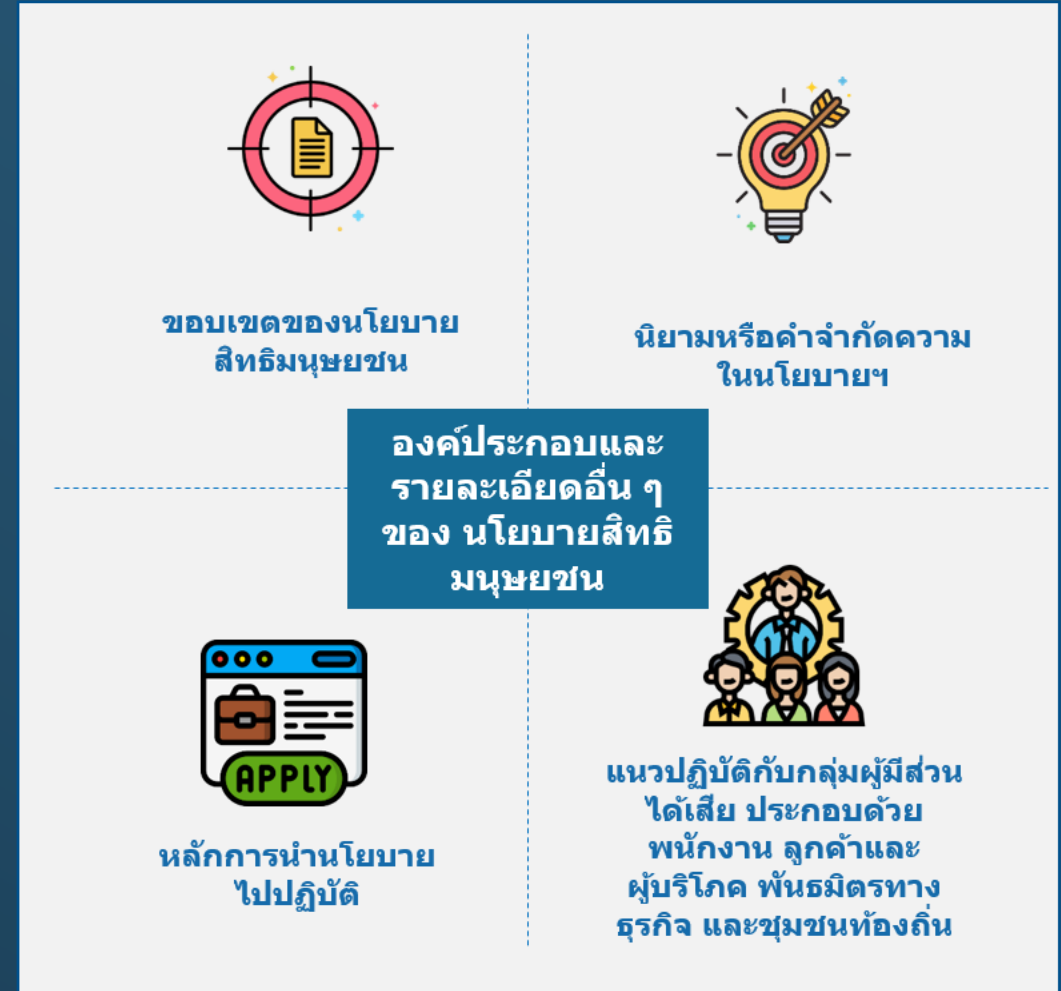 ขอบเขตของนโยบาย
สิทธิมนุษยชน
นิยามหรือคำจำกัดความ
ในนโยบายฯ
องค์ประกอบและ
รายละเอียดอื่น ๆ
ของ นโยบายสิทธิ
มนุษยชน
APPLY
หลักการนำนโยบาย
ไปปฏิบัติ
แนวปฏิบัติกับกลุ่มผู้มีส่วน
ได้เสีย ประกอบด้วย
พนักงาน ลูกค้าและ
ผู้บริโภค พันธมิตรทาง
ธุรกิจ และชุมชนท้องถิ่น